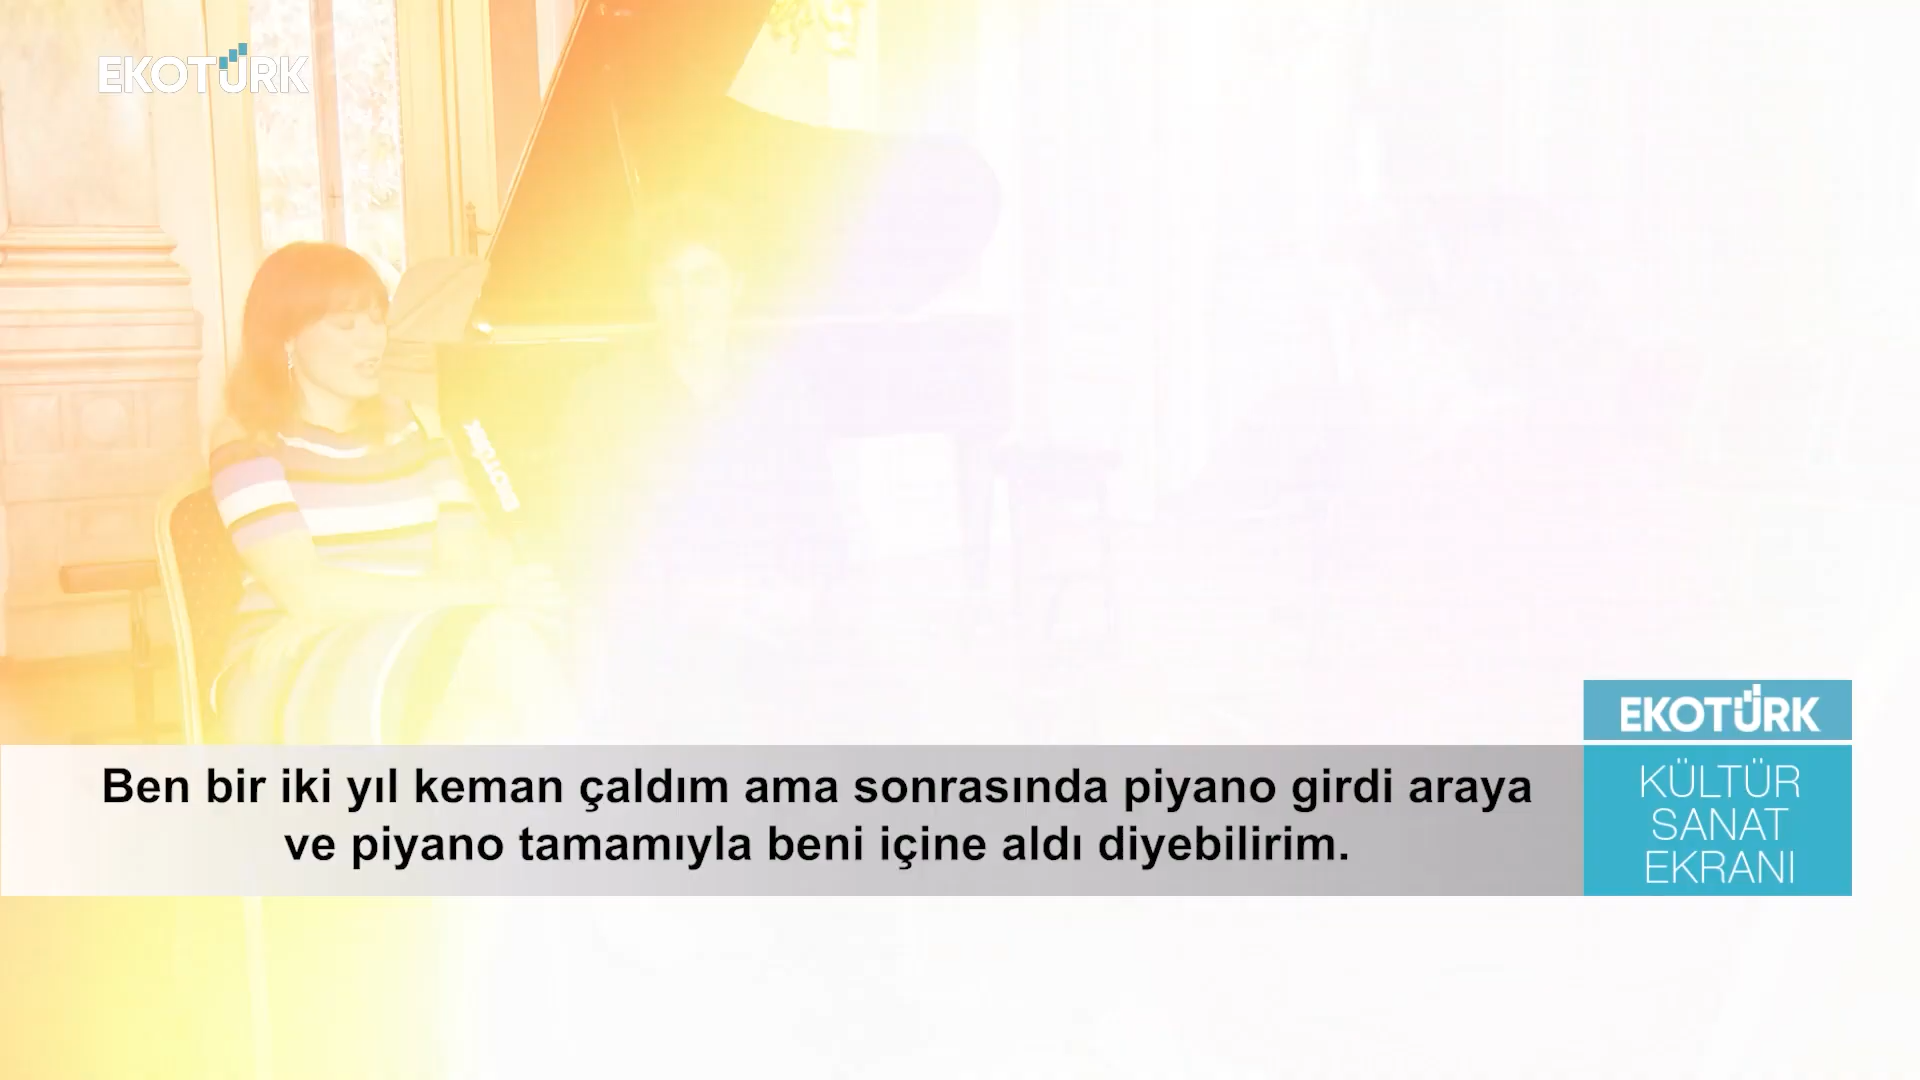 EKOTÜRK
EKOTÜRK
EKOTÜRK
Ben bir iki yıl keman çaldım ama sonrasında piyano girdi araya
ve piyano tamamıyla beni içine aldı diyebilirim.
KÜLTÜR
SANAT
EKRANI